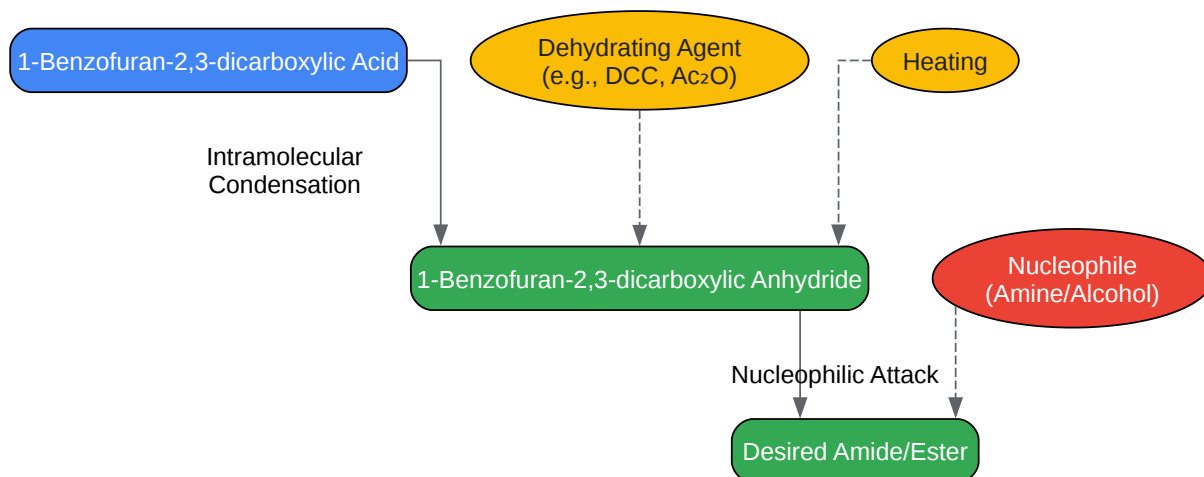 1-Benzofuran-2,3-dicarboxylic Acid
Dehydrating Agent
(e.g., DCC, Ac₂O)
Heating
Intramolecular
Condensation
1-Benzofuran-2,3-dicarboxylic Anhydride
Nucleophile
(Amine/Alcohol)
Nucleophilic Attack
Desired Amide/Ester